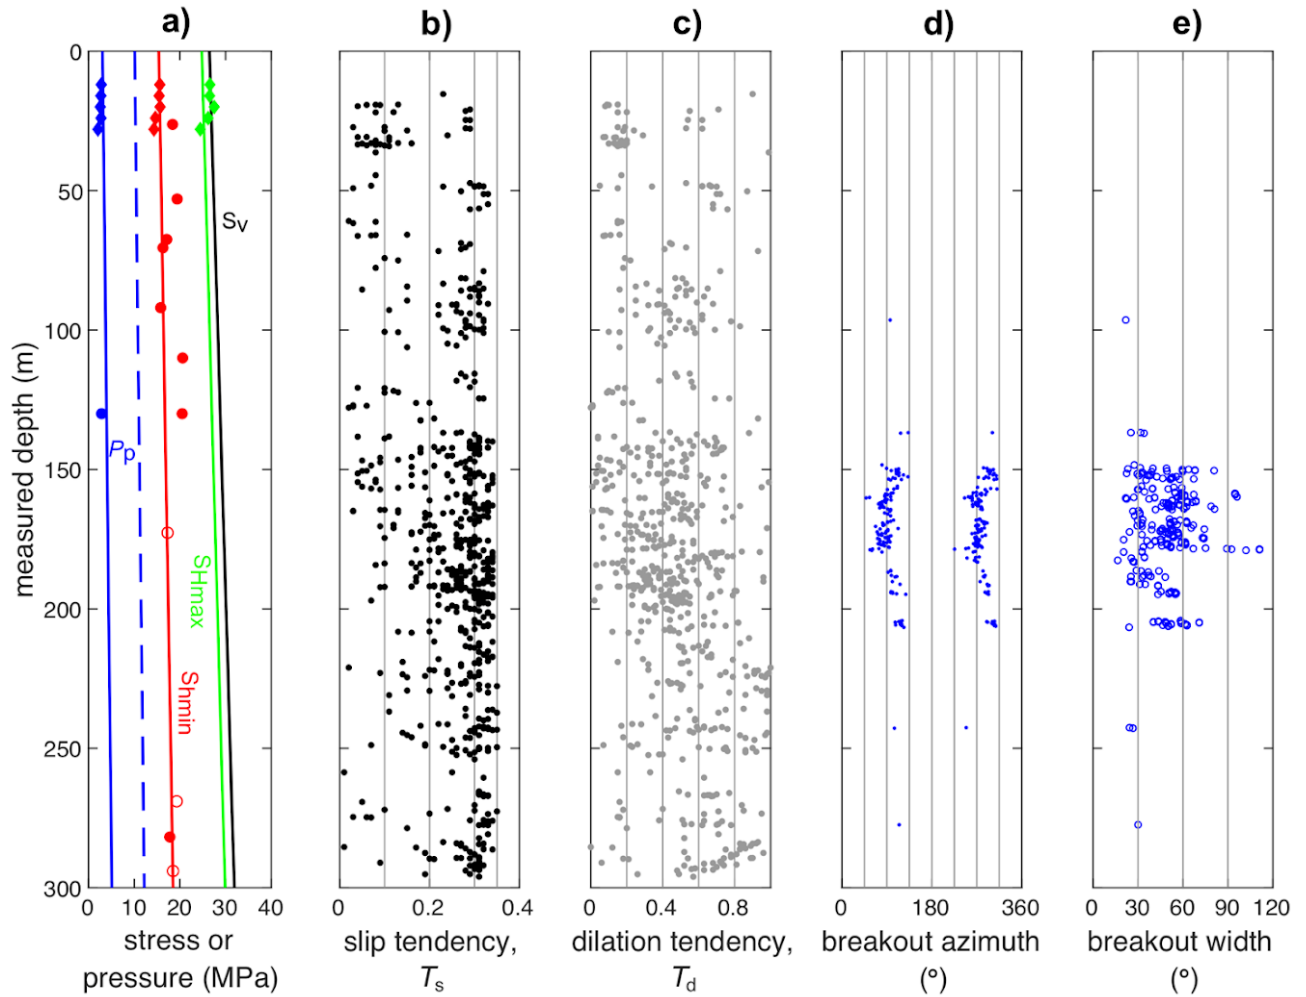 a) b) c) d) e)
0
50
100
150
200
250
300
measured depth (m)
Sv
Pp
SHmax
Shmin
0 10 20 30 40
0 0.2 0.4
0 0.4 0.8
0 180 360
0 30 60 90 120
stress or
pressure (MPa)
slip tendency,
Ts
dilation tendency,
Td
breakout azimuth
(°)
breakout width
(°)